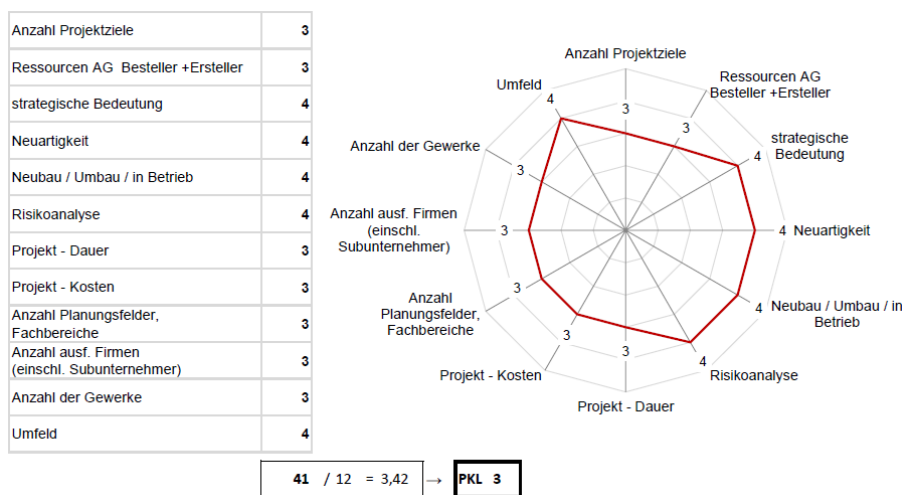 Anzahl Projektziele 3
Ressourcen AG Besteller +Ersteller 3
strategische Bedeutung 4
Neuartigkeit 4
Neubau / Umbau / in Betrieb 4
Risikoanalyse 4
Projekt - Dauer 3
Projekt - Kosten 3
Anzahl Planungsfelder,
Fachbereiche 3
Anzahl ausf. Firmen
(einschl. Subunternehmer) 3
Anzahl der Gewerke 3
Umfeld 4
Anzahl Projektziele
3
Ressourcen AG
Besteller +Ersteller
3
strategische
Bedeutung
4
4 Neuartigkeit
Neubau / Umbau / in
Betrieb
4
4
Risikoanalyse
3
Projekt - Dauer
3
Projekt - Kosten
3
Anzahl
Planungsfelder,
Fachbereiche
Anzahl ausf. Firmen
(einschl.
Subunternehmer)
3
Anzahl der Gewerke
3
Umfeld
4
41 / 12 = 3,42 → PKL 3